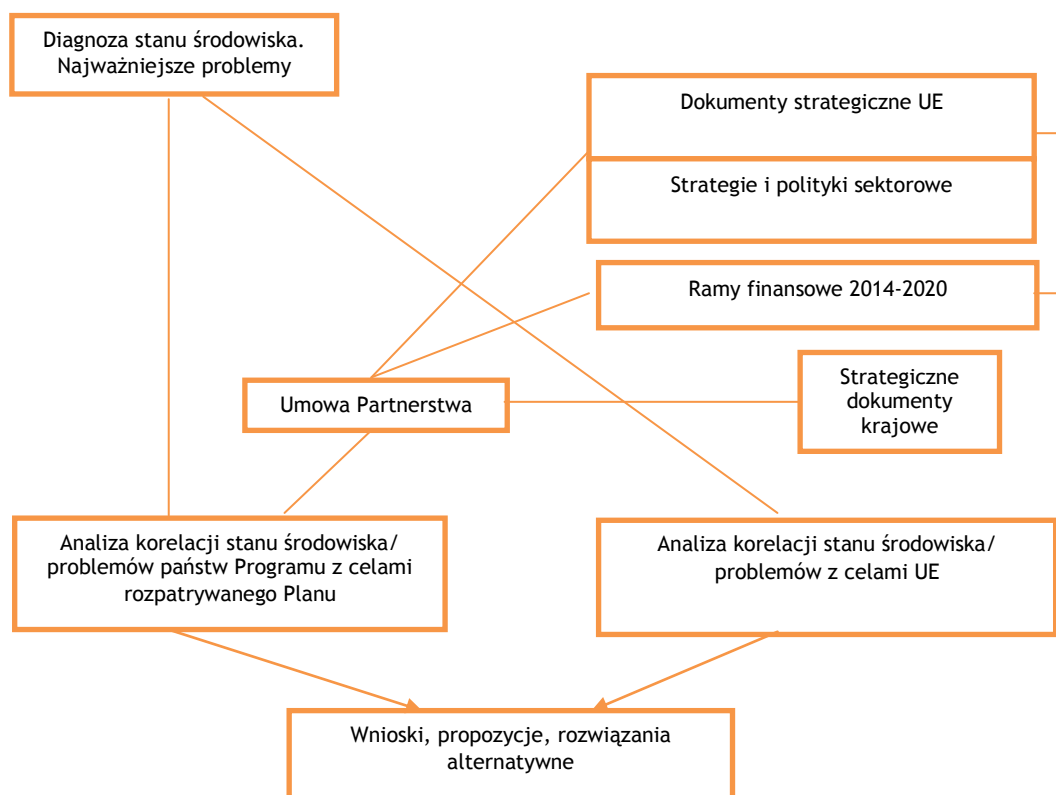 Diagnoza stanu środowiska.
Najważniejsze problemy
Dokumenty strategiczne UE
Strategie i polityki sektorowe
Ramy finansowe 2014-2020
Umowa Partnerstwa
Strategiczne
dokumenty
krajowe
Analiza korelacji stanu środowiska/
problemów państw Programu z celami
rozpatrywanego Planu
Analiza korelacji stanu środowiska/
problemów z celami UE
Wnioski, propozycje, rozwiązania
alternatywne